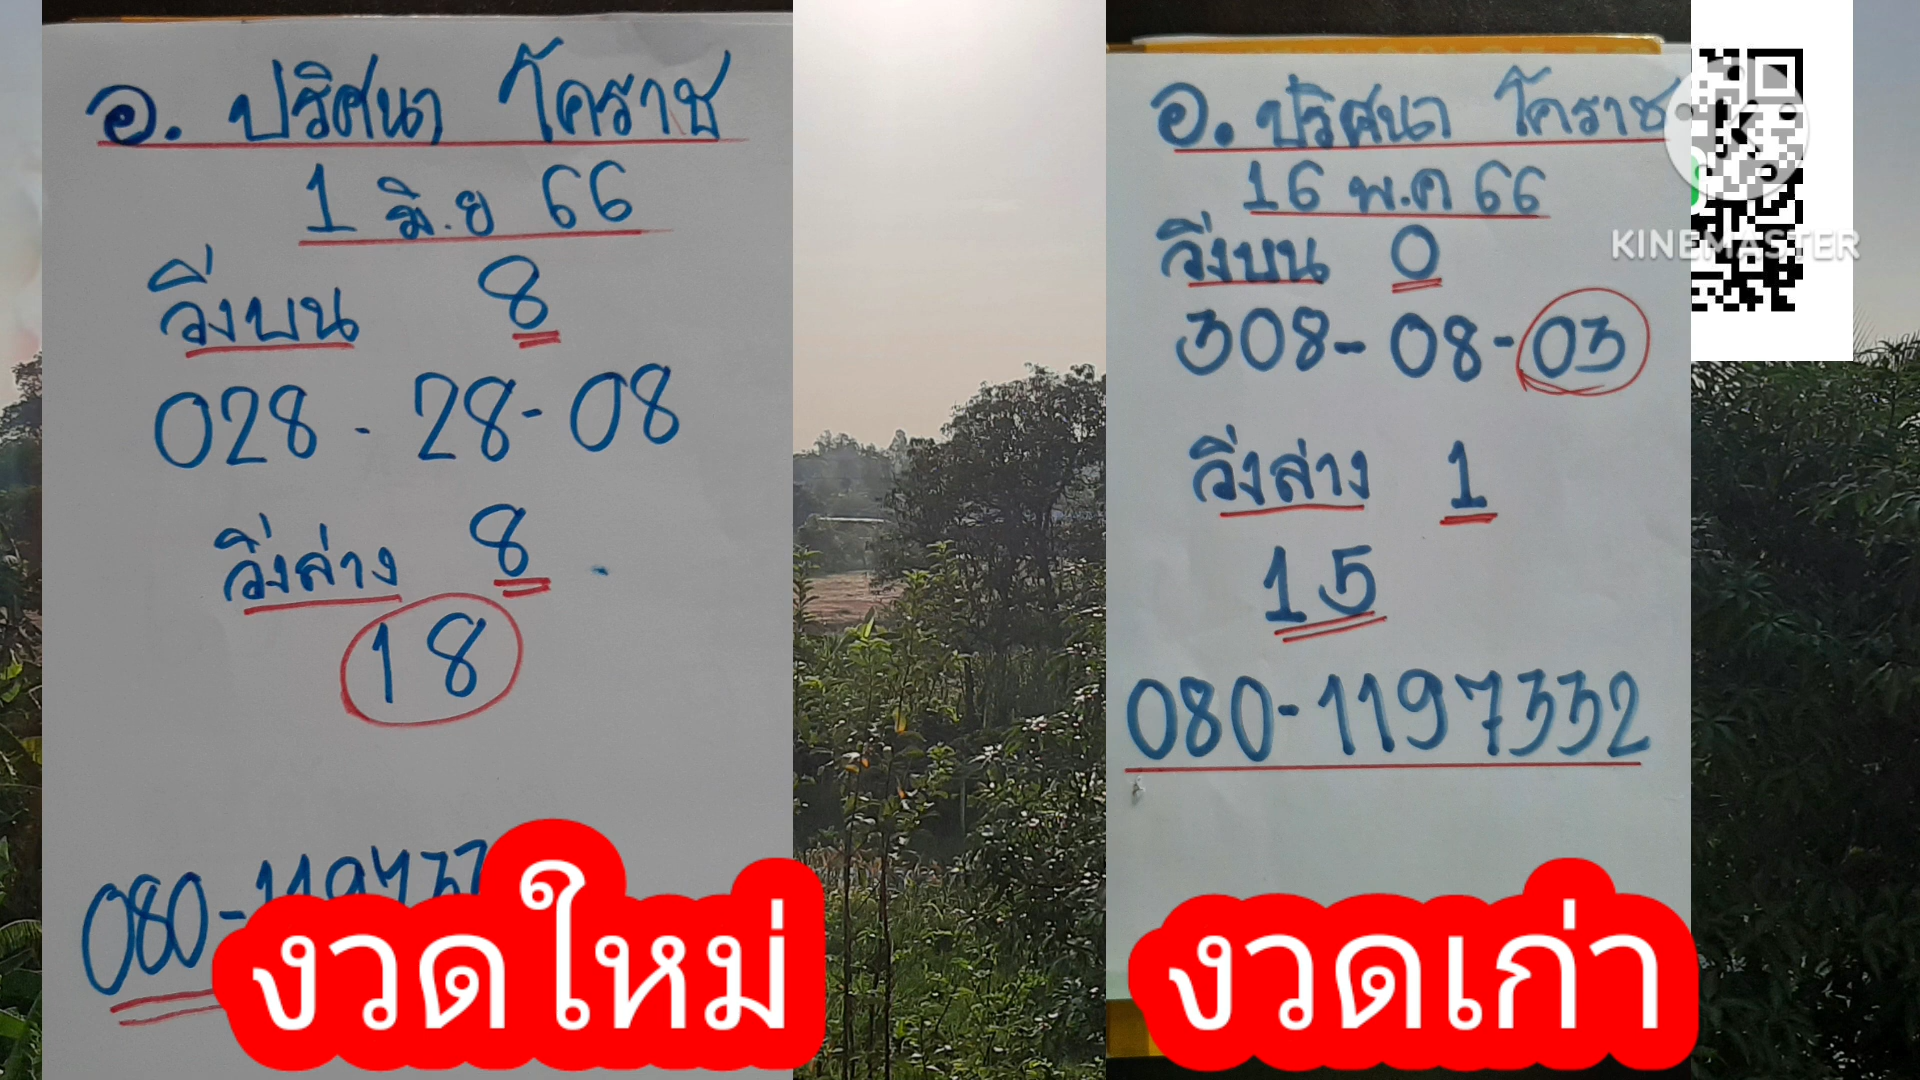 อ. ปริศนา โคราช
1 มิ.ย 66
วิ่งบน 8
028 - 28 - 08
วิ่งล่าง 8
18
งวดใหม่
อ. ปริศนา โคราช
16 พ.ค 66
วิ่งบน 0
308 - 08 - 03
วิ่งล่าง 1
15
080-1197332
งวดเก่า
KINEMASTER